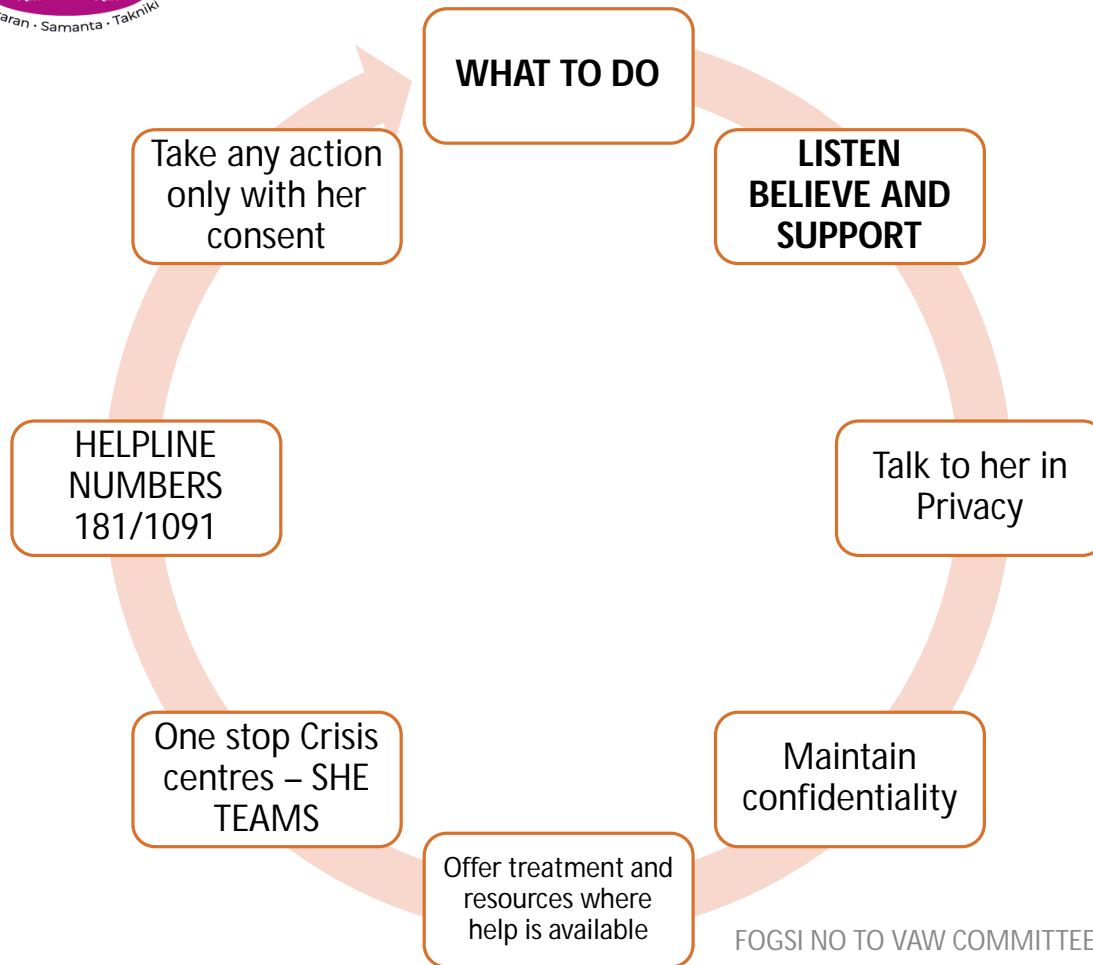 aran · Samanta · Takniki
WHAT TO DO
LISTEN
BELIEVE AND
SUPPORT
Talk to her in
Privacy
Maintain
confidentiality
Offer treatment and
resources where
help is available
One stop Crisis
centres – SHE
TEAMS
HELPLINE
NUMBERS
181/1091
Take any action
only with her
consent
FOGSI NO TO VAW COMMITTEE